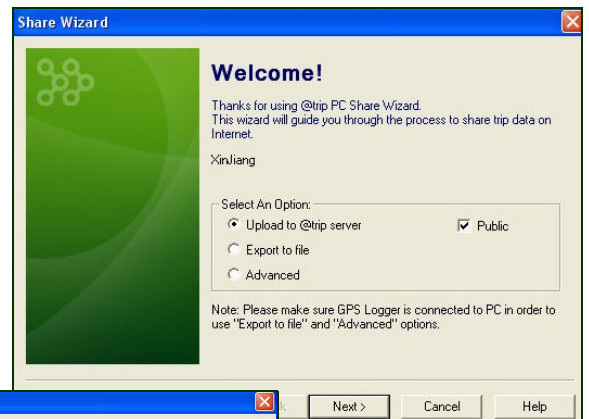 Share Wizard
Welcome!
Thanks for using @trip PC Share Wizard.
This wizard will guide you through the process to share trip data on
Internet.
XinJiang
Select An Option:
Upload to @trip server
Public
Export to file
Advanced
Note: Please make sure GPS Logger is connected to PC in order to
use "Export to file" and "Advanced" options.
Next >
Cancel
Help